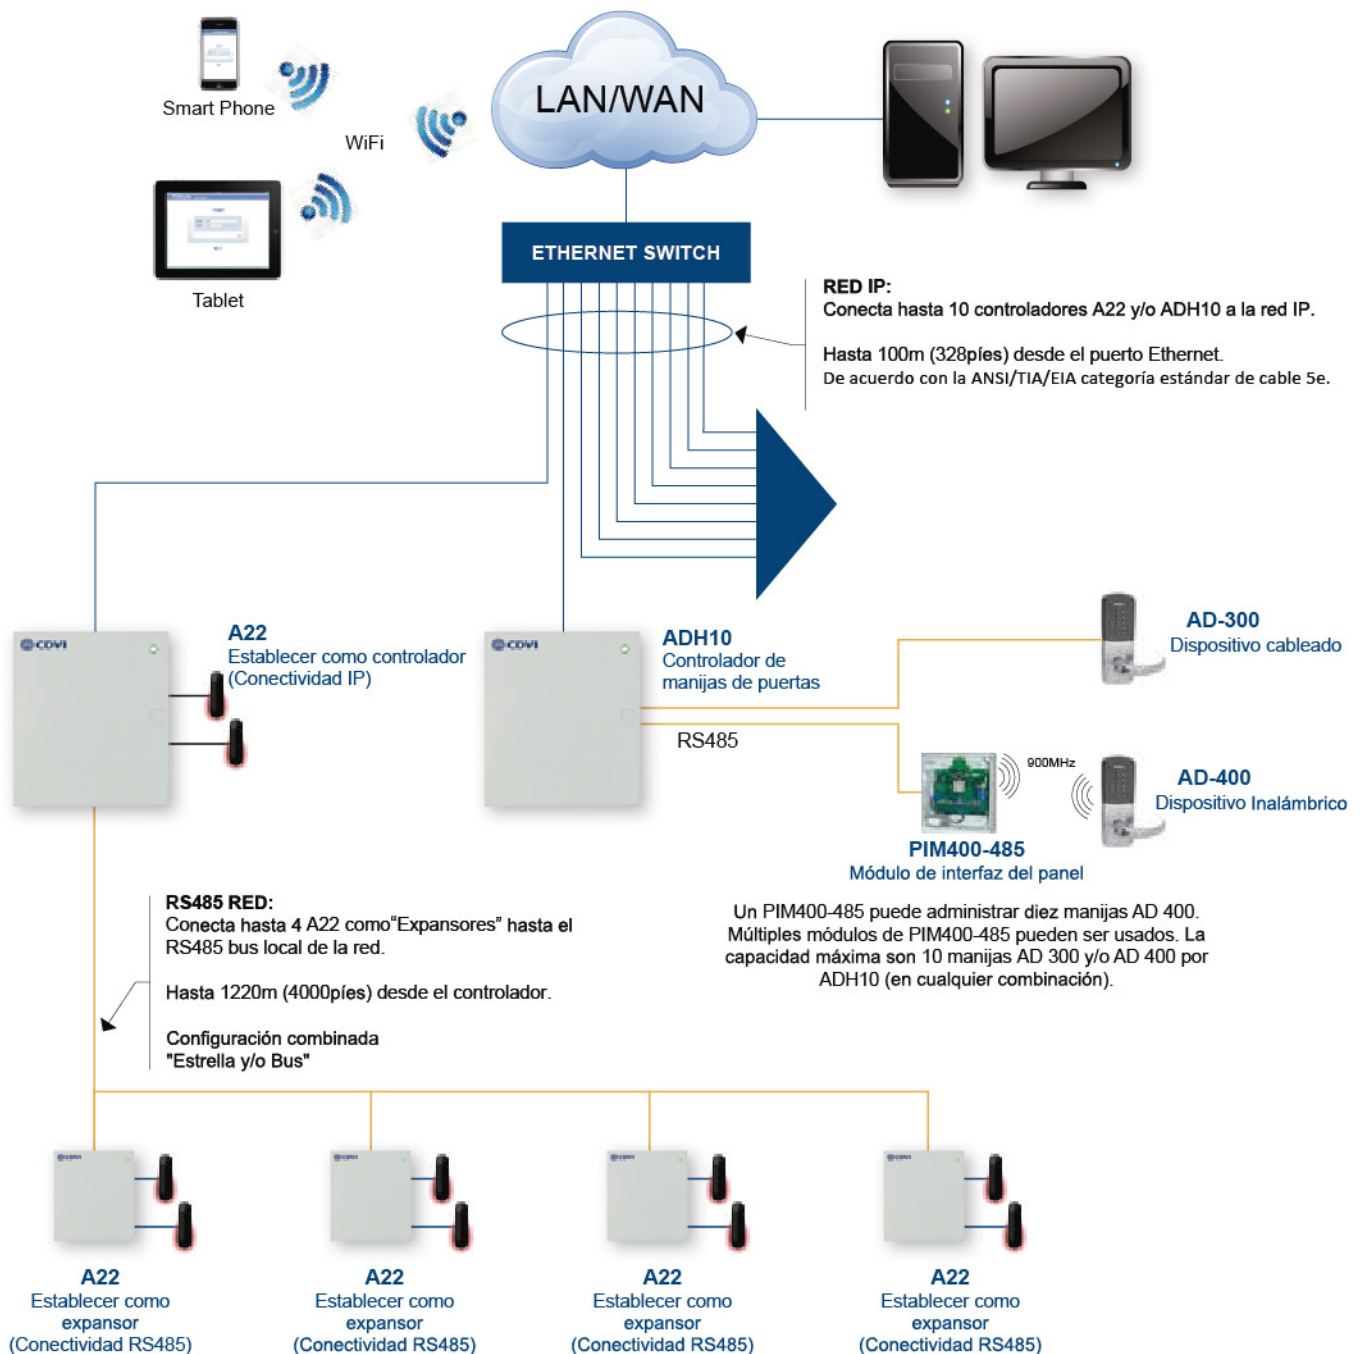 Smart Phone
WiFi
LAN/WAN
Tablet
ETHERNET SWITCH
RED IP:
Conecta hasta 10 controladores A22 y/o ADH10 a la red IP.
Hasta 100m (328píes) desde el puerto Ethernet.
De acuerdo con la ANSI/TIA/EIA categoría estándar de cable 5e.
CDVI
A22
Establecer como controlador
(Conectividad IP)
CDVI
ADH10
Controlador de
manijas de puertas
RS485
AD-300
Dispositivo cableado
900MHz
AD-400
Dispositivo Inalámbrico
PIM400-485
Módulo de interfaz del panel
Un PIM400-485 puede administrar diez manijas AD 400.
Múltiples módulos de PIM400-485 pueden ser usados. La
capacidad máxima son 10 manijas AD 300 y/o AD 400 por
ADH10 (en cualquier combinación).
RS485 RED:
Conecta hasta 4 A22 como“Expansores” hasta el
RS485 bus local de la red.
Hasta 1220m (4000píes) desde el controlador.
Configuración combinada
"Estrella y/o Bus"
CDVI
CDVI
CDVI
CDVI
A22
Establecer como
expansor
(Conectividad RS485)
A22
Establecer como
expansor
(Conectividad RS485)
A22
Establecer como
expansor
(Conectividad RS485)
A22
Establecer como
expansor
(Conectividad RS485)